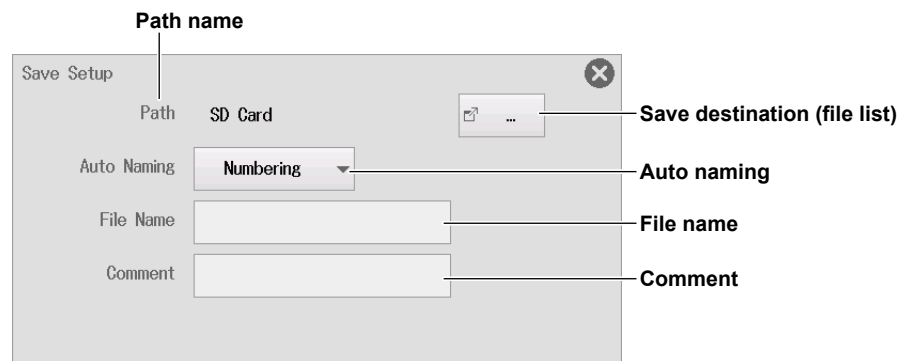 Path name
Save Setup
Path SD Card ... Save destination (file list)
Auto Naming Numbering Auto naming
File Name File name
Comment Comment